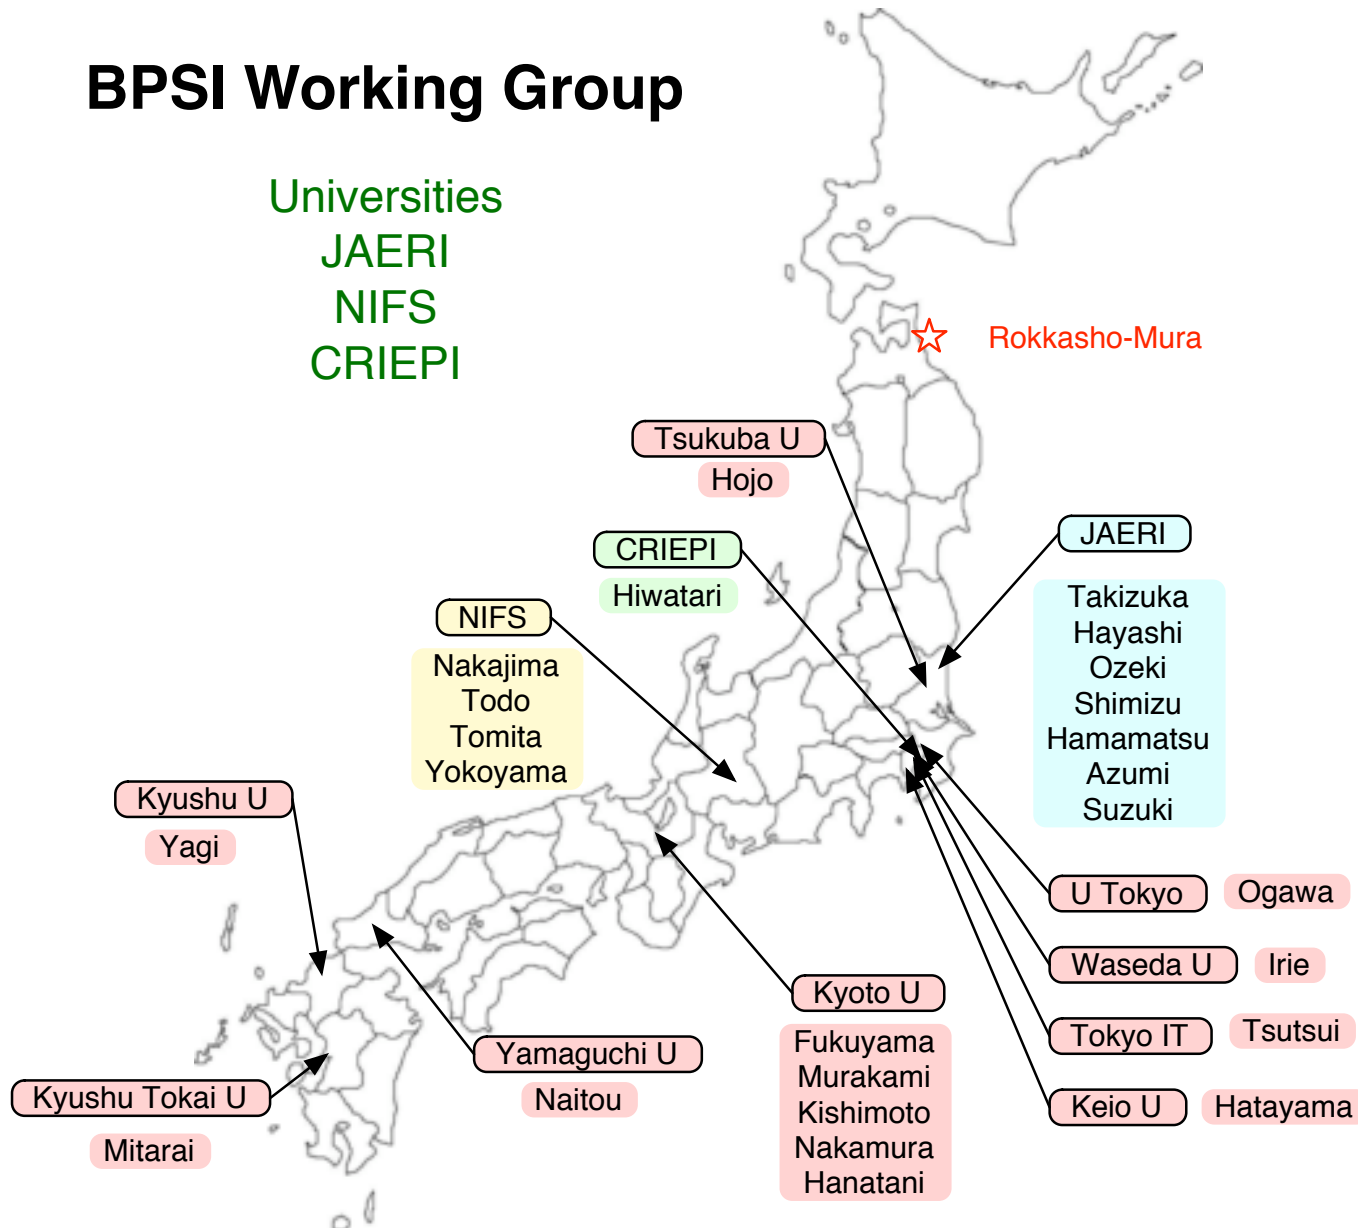 BPSI Working Group
Universities
JAERI
NIFS
CRIEPI
Rokkasho-Mura
Tsukuba U
Hojo
CRIEPI
Hiwatari
JAERI
Takizuka
Hayashi
Ozeki
Shimizu
Hamamatsu
Azumi
Suzuki
NIFS
Nakajima
Todo
Tomita
Yokoyama
Kyushu U
Yagi
U Tokyo
Ogawa
Waseda U
Irie
Tokyo IT
Tsutsui
Keio U
Hatayama
Kyoto U
Fukuyama
Murakami
Kishimoto
Nakamura
Hanatani
Yamaguchi U
Naitou
Kyushu Tokai U
Mitarai